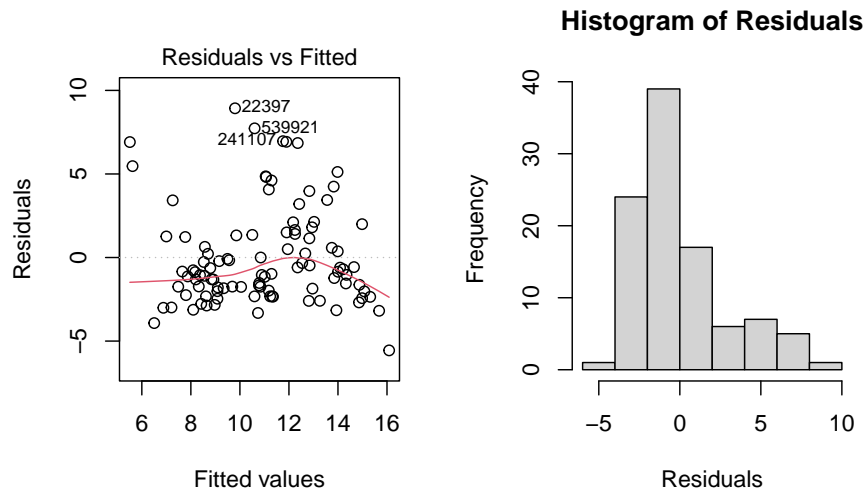 Residuals vs Fitted
10
5
0
−5
Residuals
22397
539921
241107
6 8 10 12 14 16
Fitted values
Histogram of Residuals
40
30
20
10
0
Frequency
−5 0 5 10
Residuals